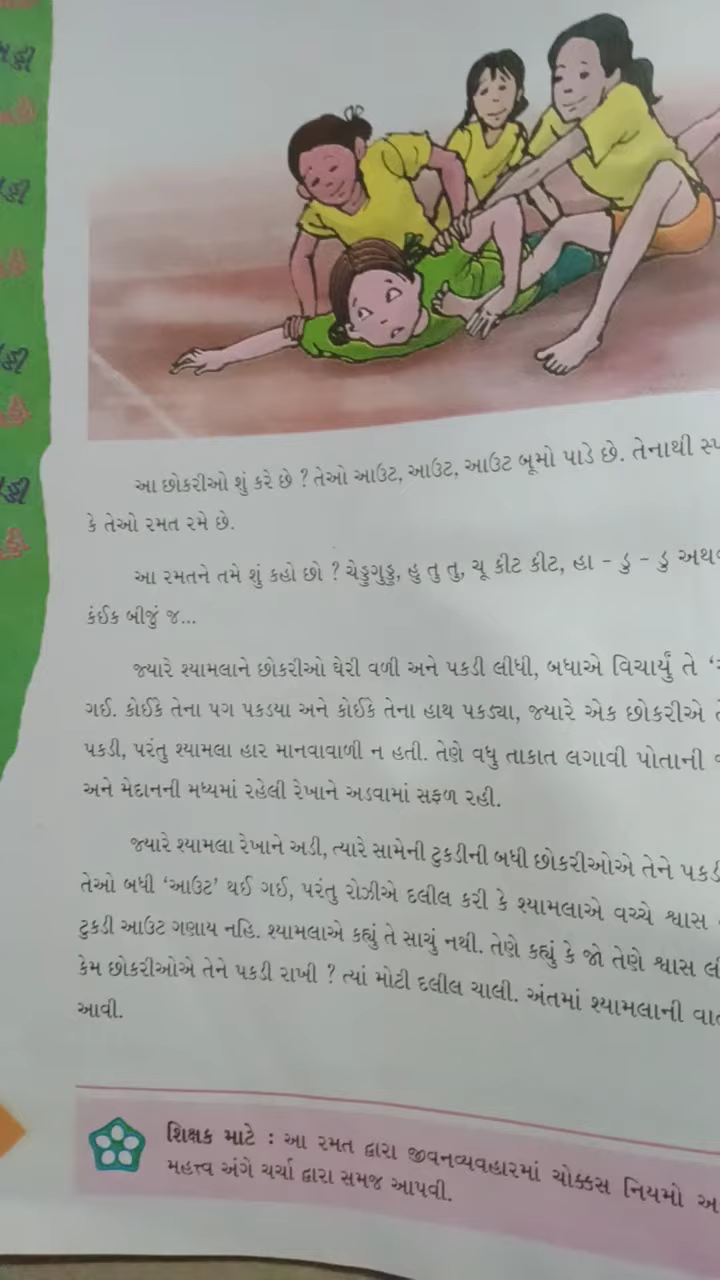 આ છોકરીઓ શું કરે છે ? તેઓ આઉટ, આઉટ, આઉટ બૂમો પાડે છે. તેનાથી
કે તેઓ રમત રમે છે.
આ રમતને તમે શું કહો છો ? ચેડુગુડુ, હુ તુ તુ, ચૂ કીટ કીટ, હા - ડુ - ડુ
કંઈક બીજું જ...
જ્યારે શ્યામલાને છોકરીઓ ઘેરી વળી અને પકડી લીધી, બધાએ વિચાર્યું તે
ગઈ. કોઈકે તેના પગ પકડયા અને કોઈકે તેના હાથ પકડ્યા, જ્યારે એક છોકરીએ
પકડી, પરંતુ શ્યામલા હાર માનવાવાળી ન હતી. તેણે વધુ તાકાત લગાવી પોતાની
અને મેદાનની મધ્યમાં રહેલી રેખાને અડવામાં સફળ રહી.
જ્યારે શ્યામલા રેખાને અડી, ત્યારે સામેની ટુકડીની બધી છોકરીઓએ તેને
તેઓ બધી ‘આઉટ’ થઈ ગઈ, પરંતુ રોઝીએ દલીલ કરી કે શ્યામલાએ વચ્ચે શ્વાસ
ટુકડી આઉટ ગણાય નહિ. શ્યામલાએ કહ્યું તે સાચું નથી. તેણે કહ્યું કે જો તેણે શ્વાસ
કેમ છોકરીઓએ તેને પકડી રાખી ? ત્યાં મોટી દલીલ ચાલી. અંતમાં શ્યામલાની
આવી.
શિક્ષક માટે : આ રમત દ્વારા જીવનવ્યવહારમાં ચોક્કસ નિયમો
મહત્ત્વ અંગે ચર્ચા દ્વારા સમજ આપવી.